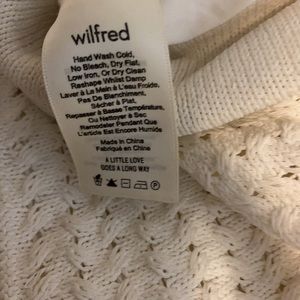 wilfred
Hand Wash Cold,
No Bleach, Dry Flat,
Low Iron, Or Dry Clean
Reshape Whilst Damp
Laver À La Main À L'Eau Froide,
Pas De Blanchiment,
Sécher À Plat,
Repasser À Basse Température,
Ou Nettoyer À Sec
Remodeler Pendant Que
L'article Est Encore Humide
Made in China
Fabriqué en Chine
A LITTLE LOVE
GOES A LONG WAY